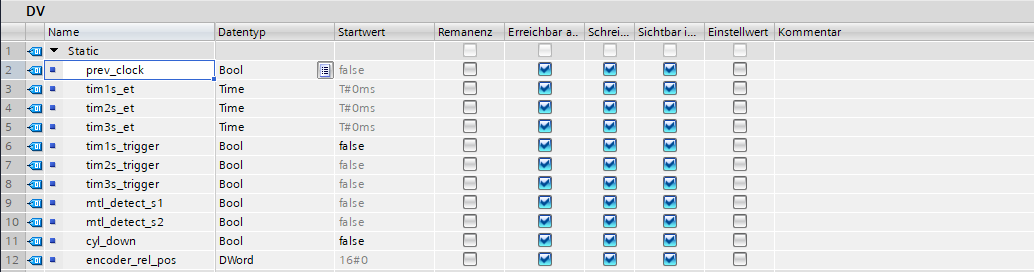 DV
Name Datentyp Startwert Remanenz Erreichbar a.. Schrei... Sichtbar i... Einstellwert Kommentar
1 Static
2 prev_clock Bool false
3 tim1s_et Time T#0ms
4 tim2s_et Time T#0ms
5 tim3s_et Time T#0ms
6 tim1s_trigger Bool false
7 tim2s_trigger Bool false
8 tim3s_trigger Bool false
9 mtl_detect_s1 Bool false
10 mtl_detect_s2 Bool false
11 cyl_down Bool false
12 encoder_rel_pos DWord 16#0